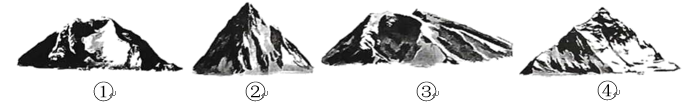 ① ② ③ ④